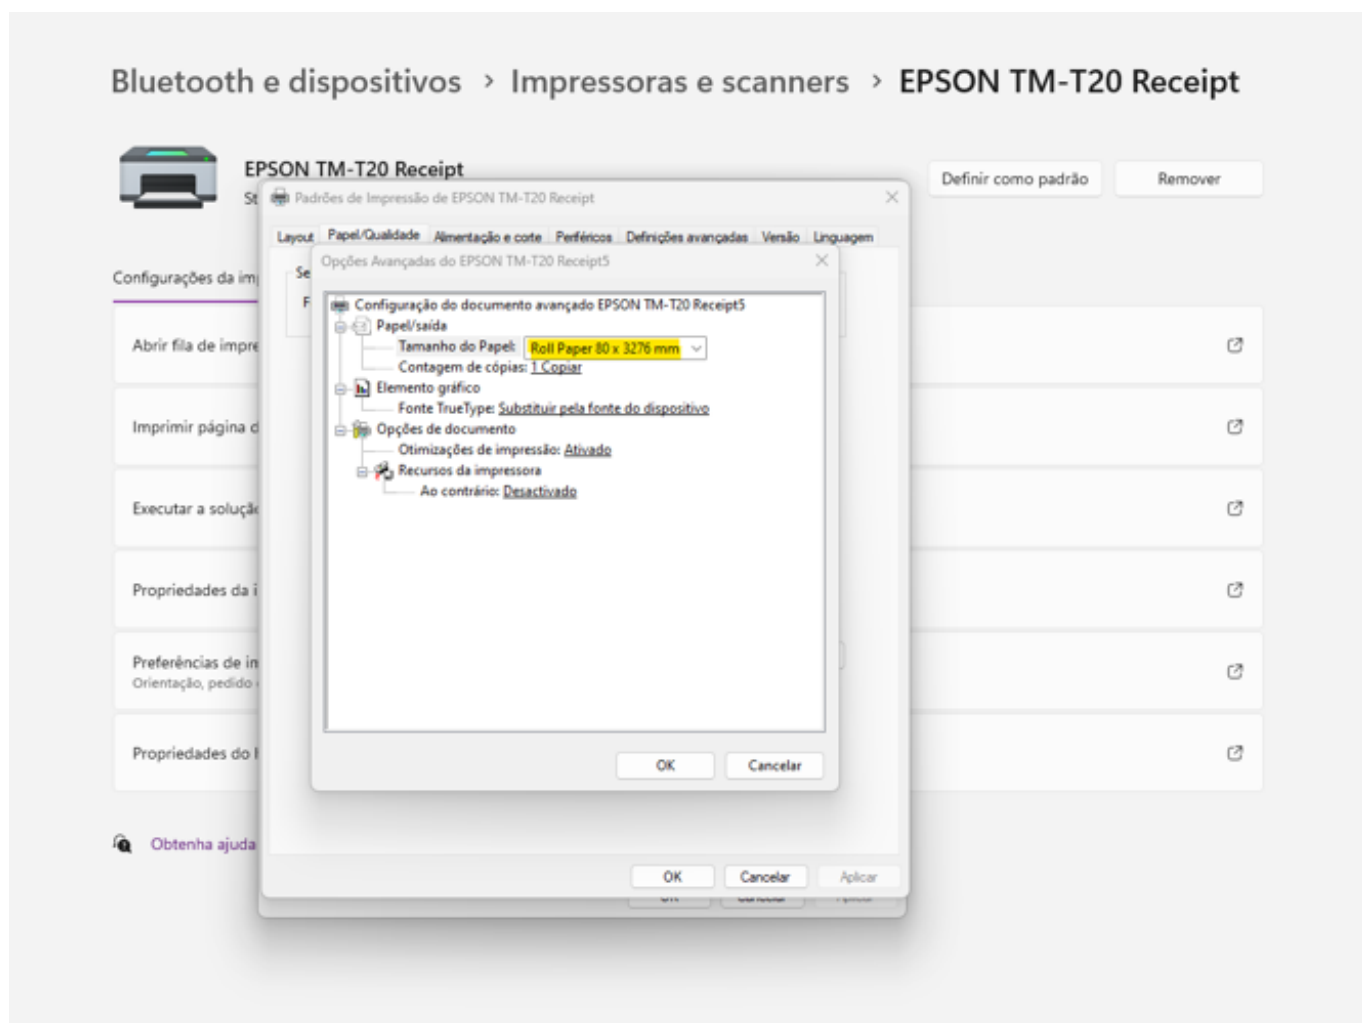 Bluetooth e dispositivos > Impressoras e scanners > EPSON TM-T20 Receipt
EPSON TM-T20 Receipt
Definir como padrão
Remover
Padrões de Impressão de EPSON TM-T20 Receipt
Layout Papel/Qualidade Alimentação e corte Periféricos Definições avançadas Versão Linguagem
Opções Avançadas do EPSON TM-T20 Receipt5
Configurações da im
Se
F
Configuração do documento avançado EPSON TM-T20 Receipt5
Papel/saída
Tamanho do Papel: Roll Paper 80 x 3276 mm
Contagem de cópias: 1 Copiar
Elemento gráfico
Fonte TrueType: Substituir pela fonte do dispositivo
Opções de documento
Otimizações de impressão: Ativado
Recursos da impressora
Ao contrário: Desactivado
Abrir fila de impre
Imprimir página d
Executar a soluçã
Propriedades da i
Preferências de im
Orientação, pedido
Propriedades do
OK Cancelar
Obtenha ajuda
OK Cancelar Aplicar